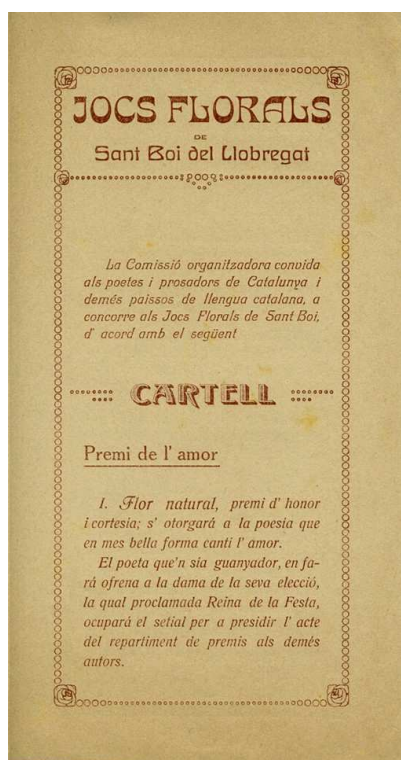 JOCS FLORALS
DE
Sant Boi del Llobregat
La Comissió organitzadora convida
als poetes i prosadors de Catalunya i
demés paissos de llengua catalana, a
concorre als Jocs Florals de Sant Boi,
d' acord amb el següent
CARTELL
Premi de l' amor
I. Flor natural, premi d' honor
i cortesia; s' otorgará a la poesia que
en mes bella forma canti l' amor.
El poeta que'n sia guanyador, en fa-
rá ofrena a la dama de la seva elecció,
la qual proclamada Reina de la Festa,
ocupará el setial per a presidir l' acte
del repartiment de premis als demés
autors.